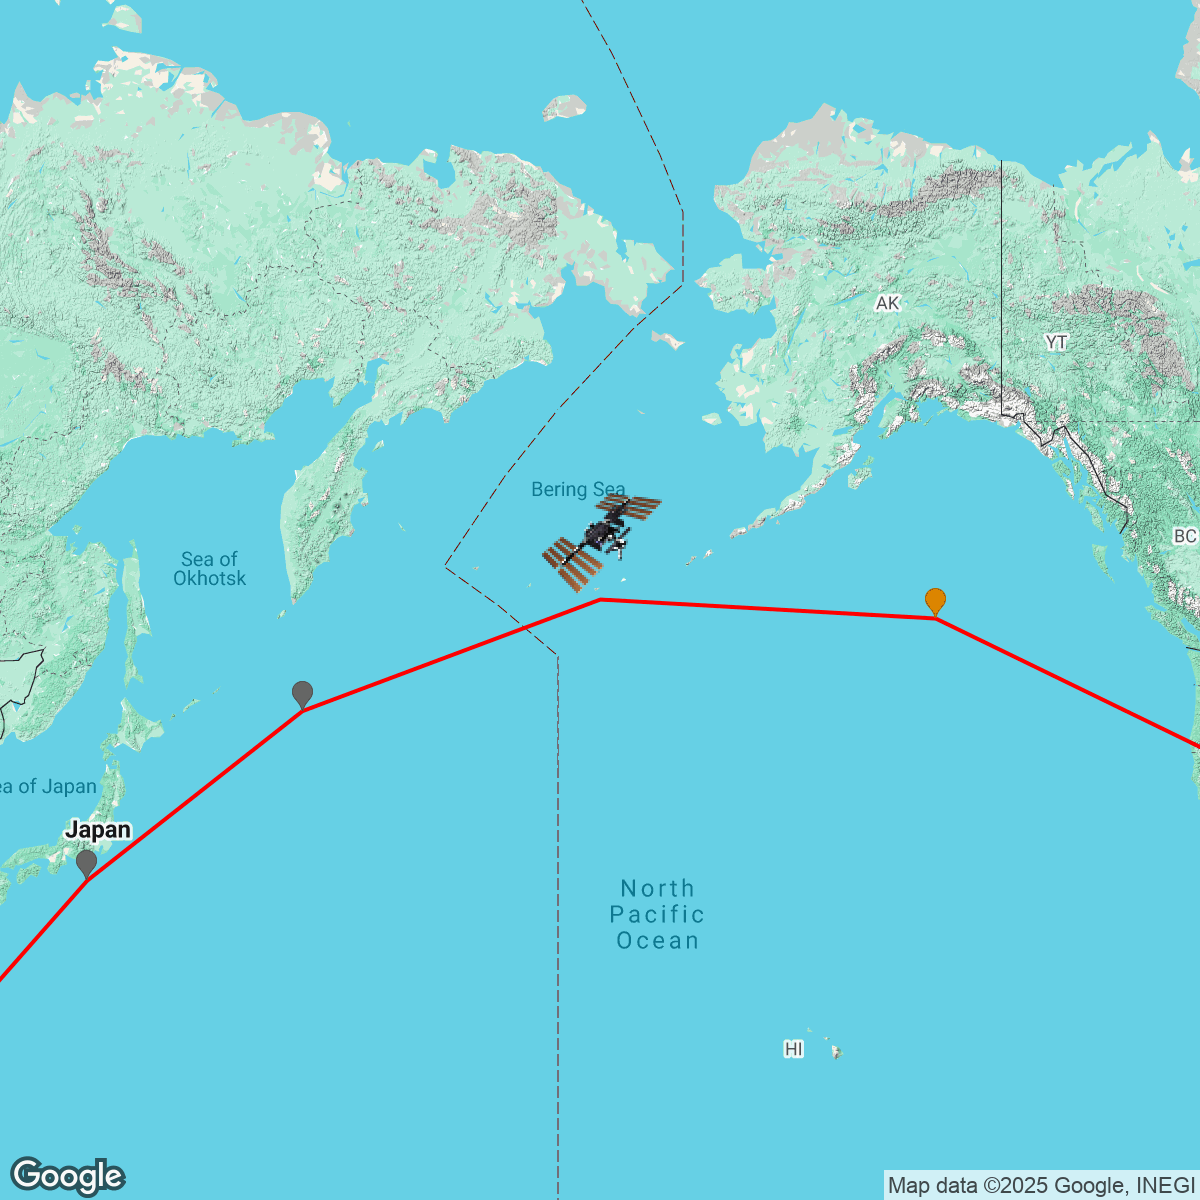 AK
YT
Bering Sea
BC
Sea of
Okhotsk
ea of Japan
Japan
North
Pacific
Ocean
HI
Google
Map data ©2025 Google, INEGI